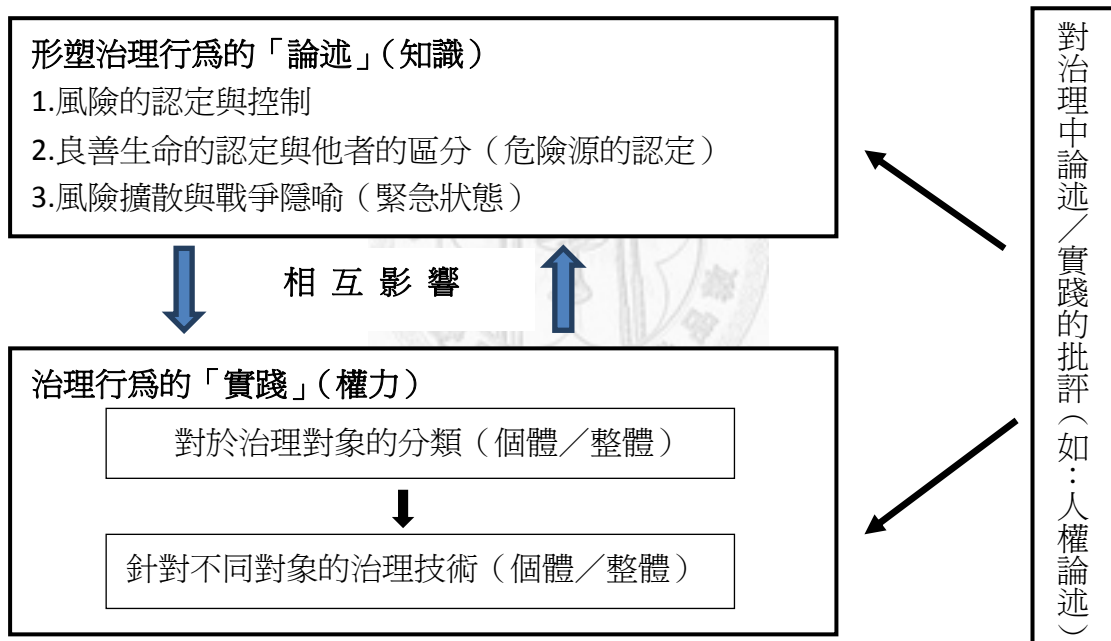 形塑治理行為的「論述」（知識）
1.風險的認定與控制
2.良善生命的認定與他者的區分（危險源的認定）
3.風險擴散與戰爭隱喻（緊急狀態）
相互影響
治理行為的「實踐」（權力）
對於治理對象的分類（個體／整體）
針對不同對象的治理技術（個體／整體）
對治理中論述／實踐的批評（如：人權論述）